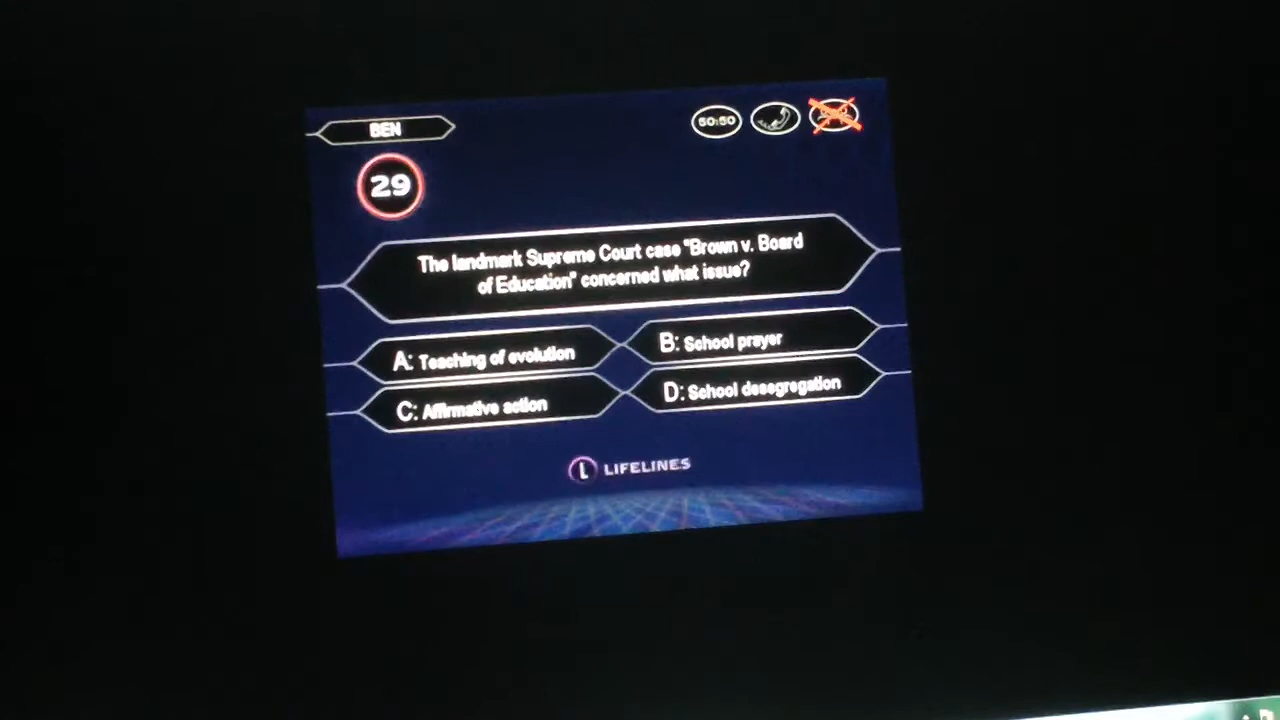 BEN
50:50
29
The landmark Supreme Court case "Brown v. Board
of Education" concerned what issue?
A: Teaching of evolution
B: School prayer
C: Affirmative action
D: School desegregation
L LIFELINES